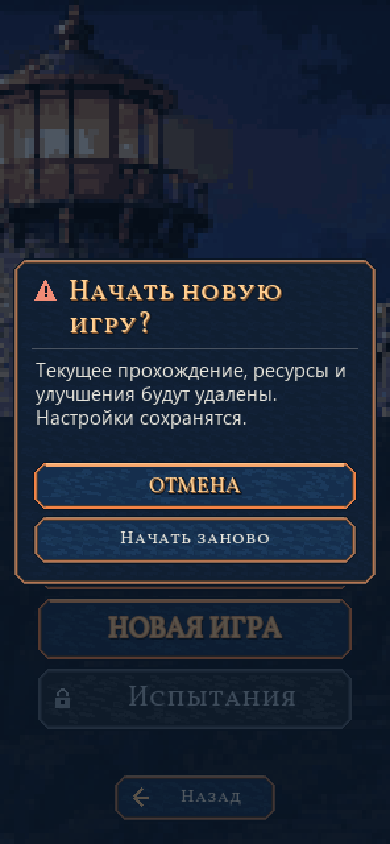 Начать новую
игру?
Текущее прохождение, ресурсы и
улучшения будут удалены.
Настройки сохранятся.
ОТМЕНА
Начать заново
НОВАЯ ИГРА
Испытания
Назад